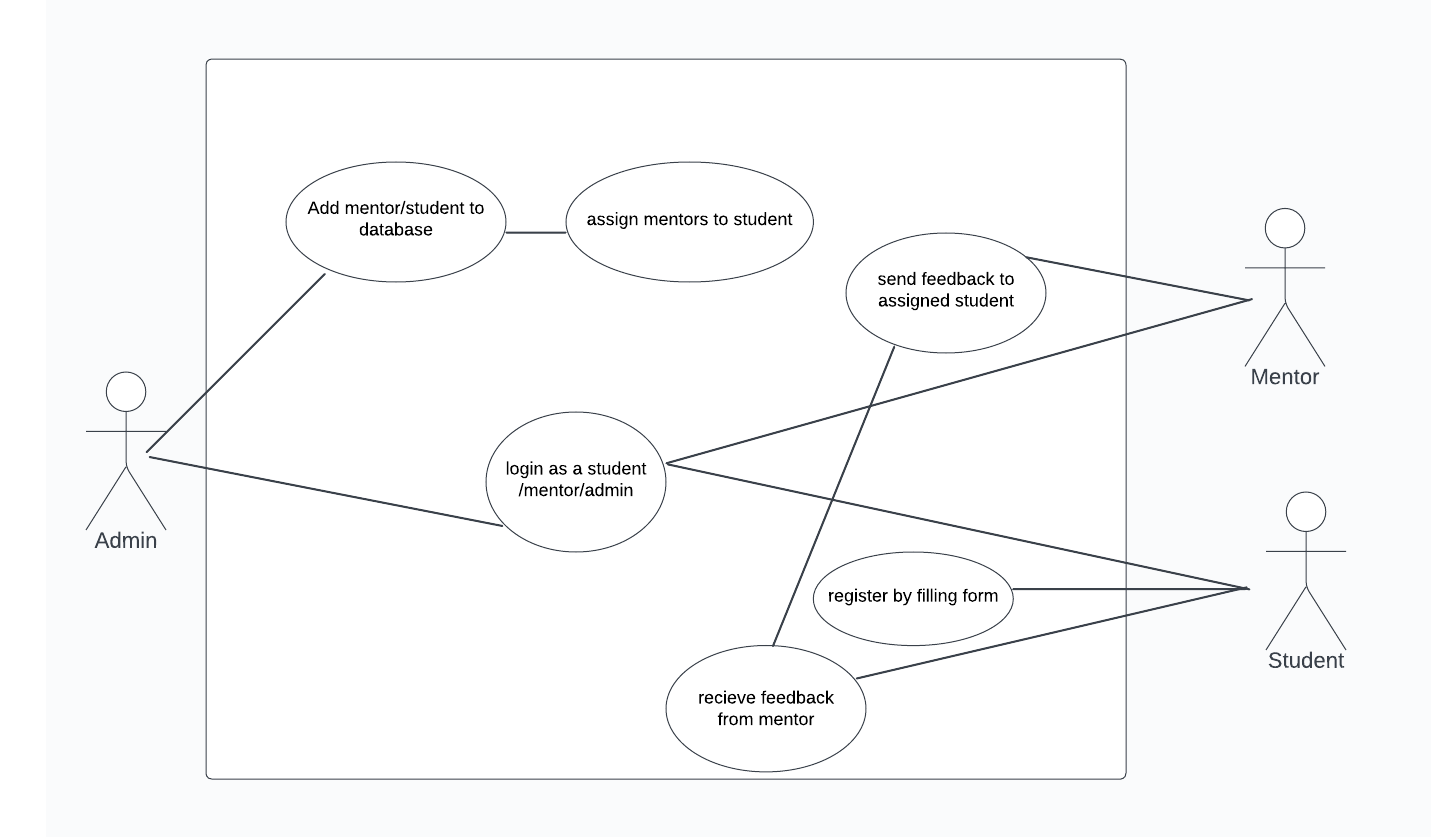 Add mentor/student to
database
assign mentors to student
send feedback to
assigned student
Mentor
login as a student
/mentor/admin
Admin
register by filling form
Student
recieve feedback
from mentor